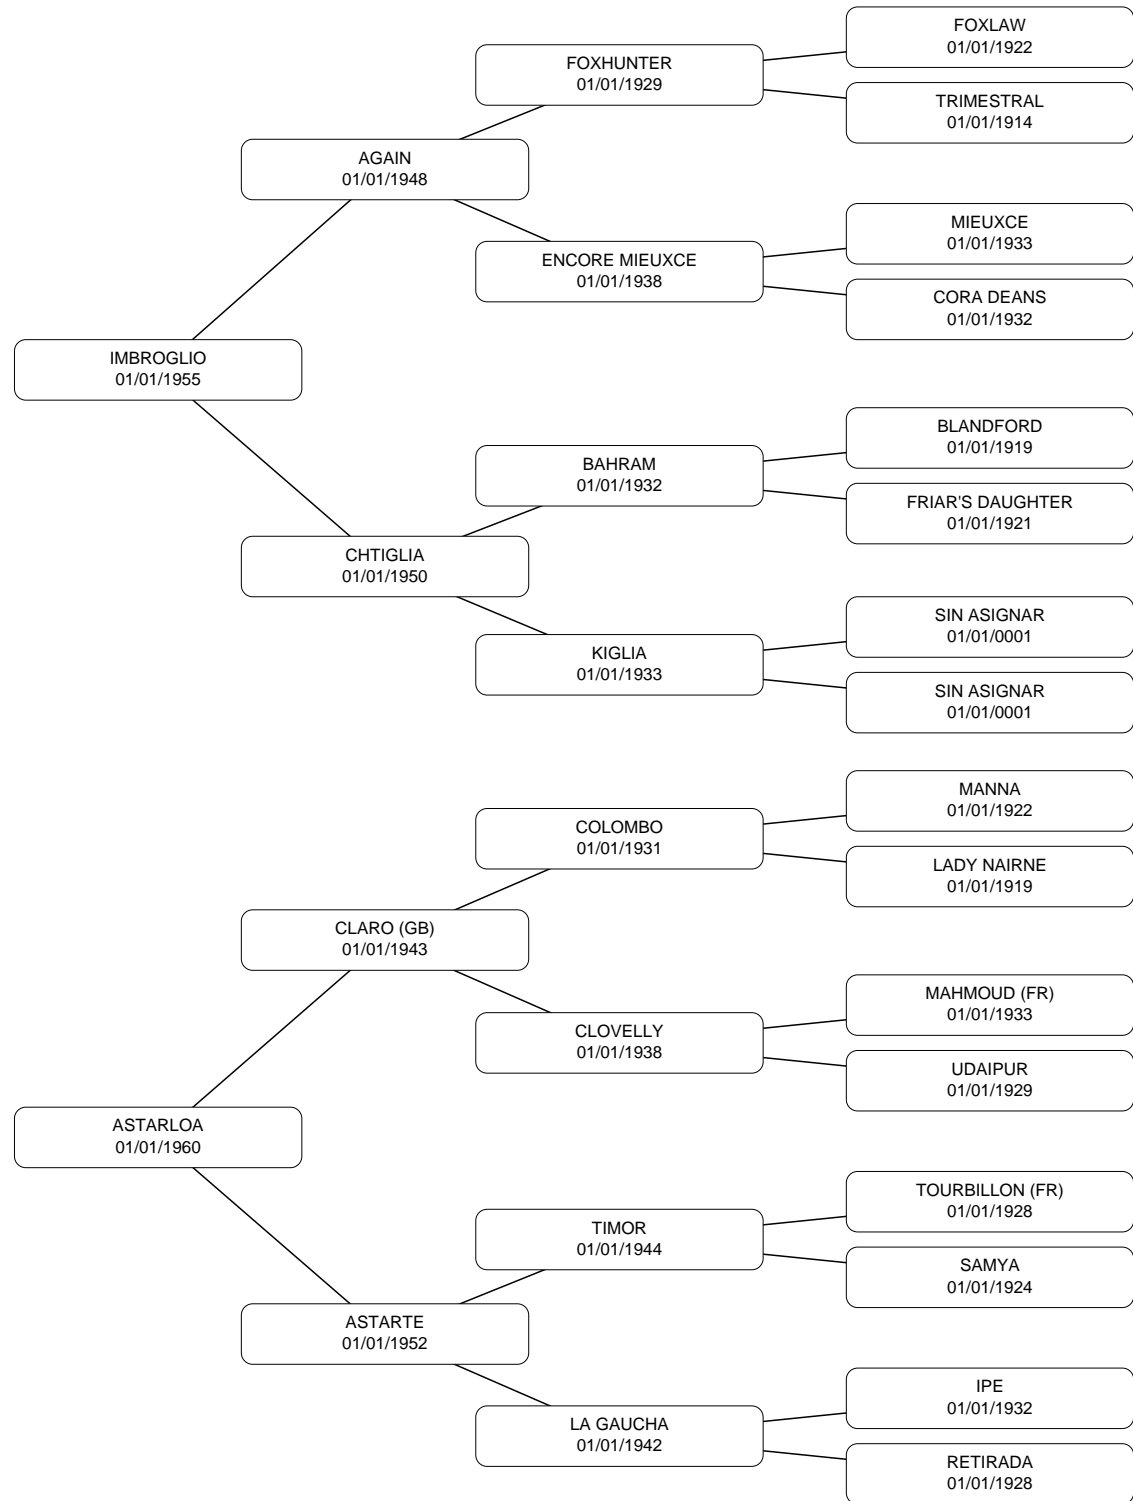 FOXLAW
01/01/1922
FOXHUNTER
01/01/1929
TRIMESTRAL
01/01/1914
AGAIN
01/01/1948
MIEUXCE
01/01/1933
ENCORE MIEUXCE
01/01/1938
CORA DEANS
01/01/1932
IMBROGLIO
01/01/1955
BLANDFORD
01/01/1919
BAHRAM
01/01/1932
FRIAR'S DAUGHTER
01/01/1921
CHTIGLIA
01/01/1950
SIN ASIGNAR
01/01/0001
KIGLIA
01/01/1933
SIN ASIGNAR
01/01/0001
MANNA
01/01/1922
COLOMBO
01/01/1931
LADY NAIRNE
01/01/1919
CLARO (GB)
01/01/1943
MAHMOUD (FR)
01/01/1933
CLOVELLY
01/01/1938
UDAIPUR
01/01/1929
ASTARLOA
01/01/1960
TOURBILLON (FR)
01/01/1928
TIMOR
01/01/1944
SAMYA
01/01/1924
ASTARTE
01/01/1952
IPE
01/01/1932
LA GAUCHA
01/01/1942
RETIRADA
01/01/1928